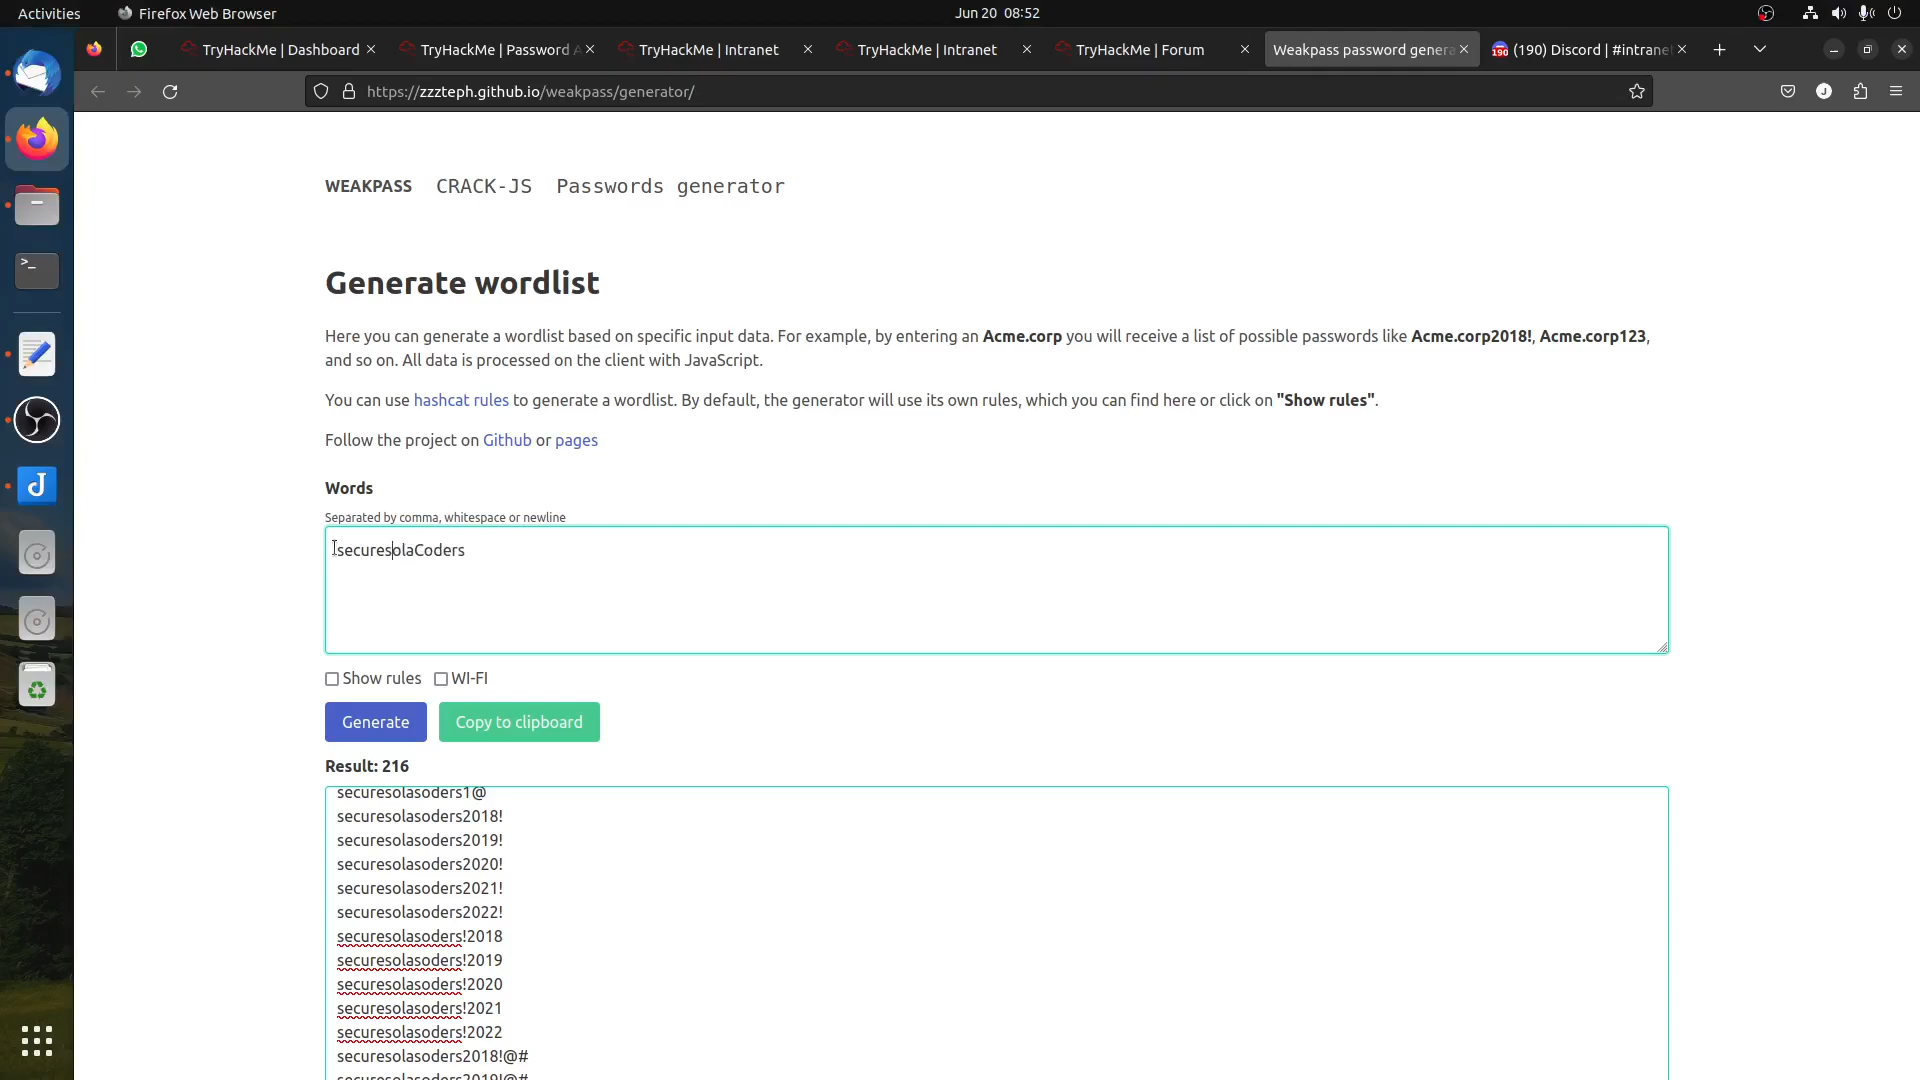 Activities
Firefox Web Browser
Jun 20 08:52
TryHackMe | Dashboard
TryHackMe | Password A
TryHackMe | Intranet
TryHackMe | Intranet
TryHackMe | Forum
Weakpass password genera
(190) Discord | #intranet
https://zzzteph.github.io/weakpass/generator/
WEAKPASS CRACK-JS Passwords generator
Generate wordlist
Here you can generate a wordlist based on specific input data. For example, by entering an Acme.corp you will receive a list of possible passwords like Acme.corp2018!, Acme.corp123,
and so on. All data is processed on the client with JavaScript.
You can use hashcat rules to generate a wordlist. By default, the generator will use its own rules, which you can find here or click on "Show rules".
Follow the project on Github or pages
Words
Separated by comma, whitespace or newline
securesolaCoders
Show rules WI-FI
Generate Copy to clipboard
Result: 216
securesolasoders1@
securesolasoders2018!
securesolasoders2019!
securesolasoders2020!
securesolasoders2021!
securesolasoders2022!
securesolasoders!2018
securesolasoders!2019
securesolasoders!2020
securesolasoders!2021
securesolasoders!2022
securesolasoders2018!@#
securesolasoders2019!@#